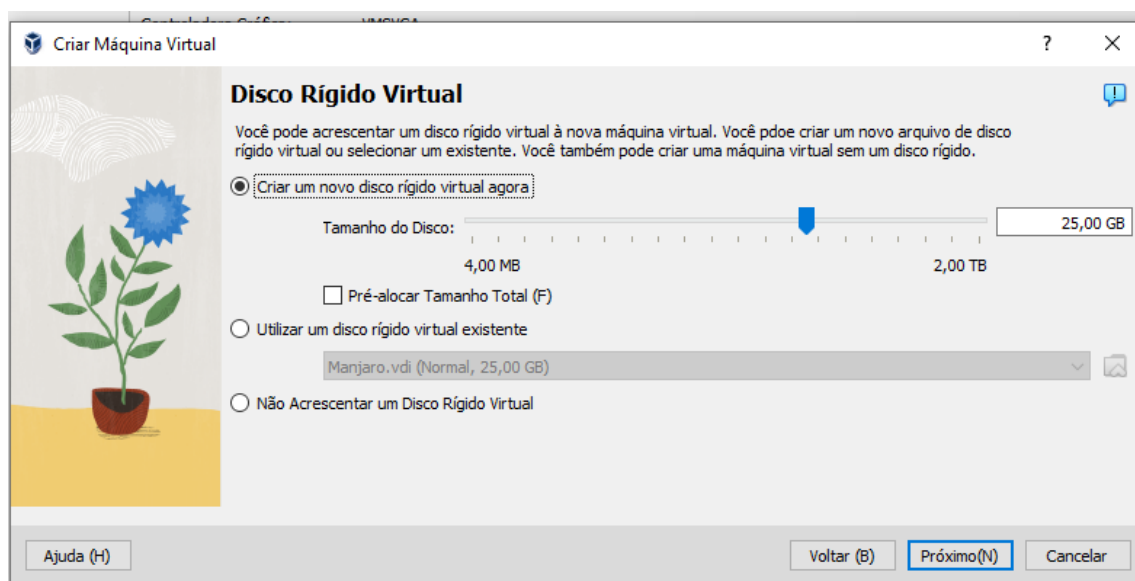 Criar Máquina Virtual
?
Disco Rígido Virtual
Você pode acrescentar um disco rígido virtual à nova máquina virtual. Você pdoe criar um novo arquivo de disco
rígido virtual ou selecionar um existente. Você também pode criar uma máquina virtual sem um disco rígido.
Criar um novo disco rígido virtual agora
Tamanho do Disco:
25,00 GB
4,00 MB
2,00 TB
Pré-alocar Tamanho Total (F)
Utilizar um disco rígido virtual existente
Manjaro.vdi (Normal, 25,00 GB)
Não Acrescentar um Disco Rígido Virtual
Ajuda (H)
Voltar (B)
Próximo(N)
Cancelar